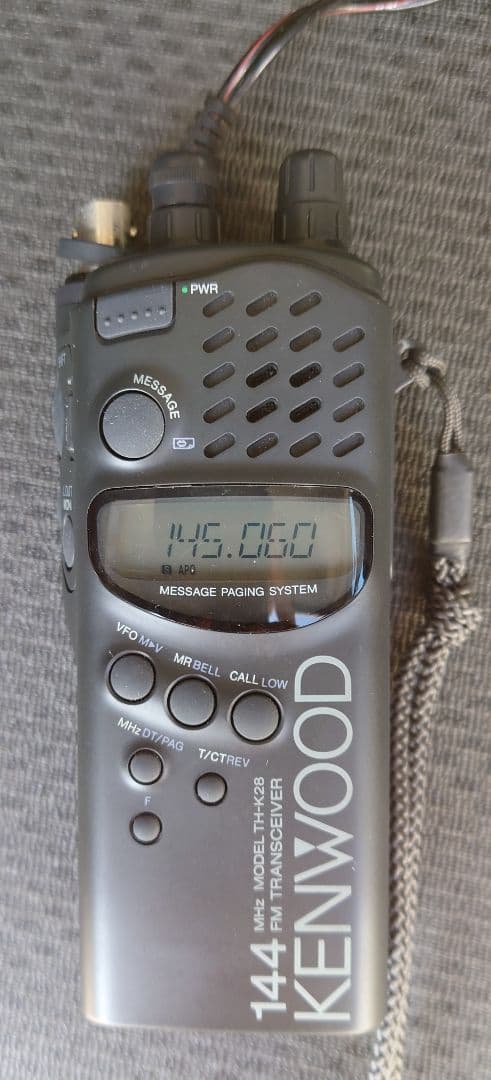 PWR
MESSAGE
145.060
S APO
MESSAGE PAGING SYSTEM
VFO M▶V
MR BELL
CALL LOW
MHz DT/PAG
T/CT REV
F
144 MHz MODEL TH-K28
FM TRANSCEIVER
KENWOOD